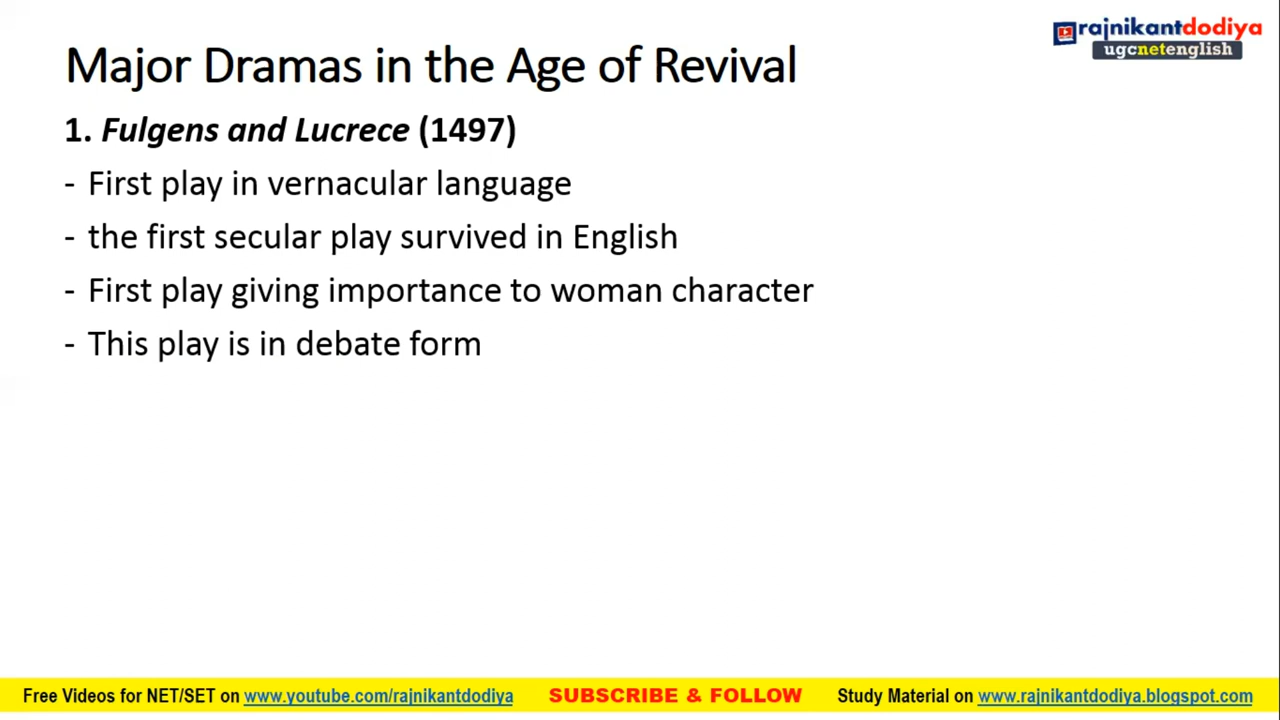 rajnikantdodiya
ugcnetenglish
Major Dramas in the Age of Revival
1. Fulgens and Lucrece (1497)
- First play in vernacular language
- the first secular play survived in English
- First play giving importance to woman character
- This play is in debate form
Free Videos for NET/SET on www.youtube.com/rajnikantdodiya SUBSCRIBE & FOLLOW Study Material on www.rajnikantdodiya.blogspot.com